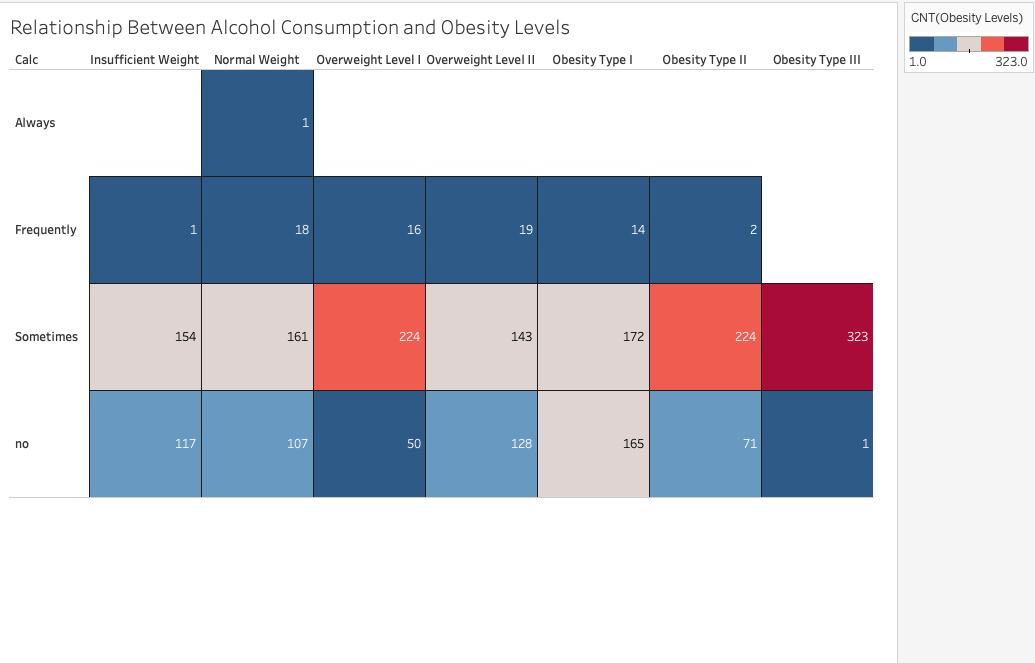 Relationship Between Alcohol Consumption and Obesity Levels
Calc Insufficient Weight Normal Weight Overweight Level I Overweight Level II Obesity Type I Obesity Type II Obesity Type III
Always 1
Frequently 1 18 16 19 14 2
Sometimes 154 161 224 143 172 224 323
no 117 107 50 128 165 71 1
CNT(Obesity Levels)
1.0 323.0